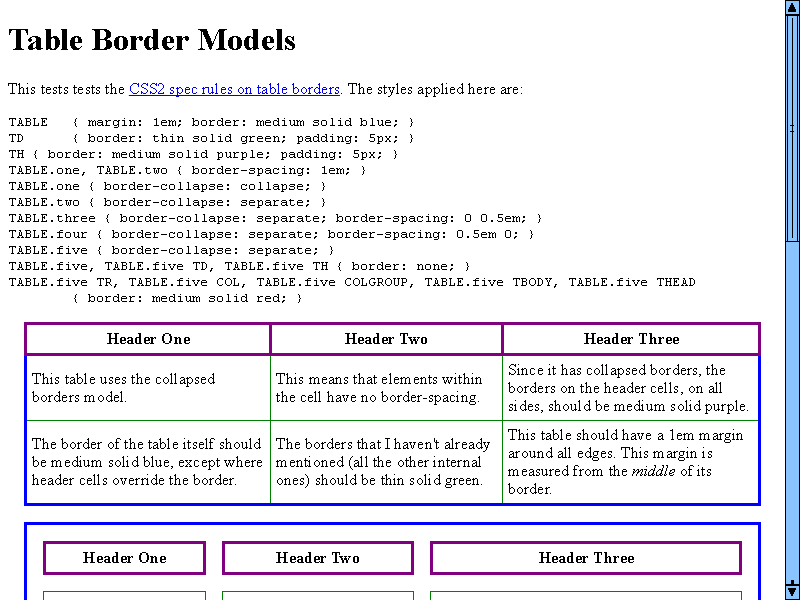 Table Border Models
This tests tests the CSS2 spec rules on table borders. The styles applied here are:
TABLE   { margin: 1em; border: medium solid blue; }
TD      { border: thin solid green; padding: 5px; }
TH { border: medium solid purple; padding: 5px; }
TABLE.one, TABLE.two { border-spacing: 1em; }
TABLE.one { border-collapse: collapse; }
TABLE.two { border-collapse: separate; }
TABLE.three { border-collapse: separate; border-spacing: 0 0.5em; }
TABLE.four { border-collapse: separate; border-spacing: 0.5em 0; }
TABLE.five { border-collapse: separate; }
TABLE.five, TABLE.five TD, TABLE.five TH { border: none; }
TABLE.five TR, TABLE.five COL, TABLE.five COLGROUP, TABLE.five TBODY, TABLE.five THEAD
        { border: medium solid red; }
Header One
Header Two
Header Three
This table uses the collapsed
borders model.
This means that elements within
the cell have no border-spacing.
Since it has collapsed borders, the
borders on the header cells, on all
sides, should be medium solid purple.
The border of the table itself should
be medium solid blue, except where
header cells override the border.
The borders that I haven't already
mentioned (all the other internal
ones) should be thin solid green.
This table should have a 1em margin
around all edges. This margin is
measured from the middle of its
border.
Header One
Header Two
Header Three